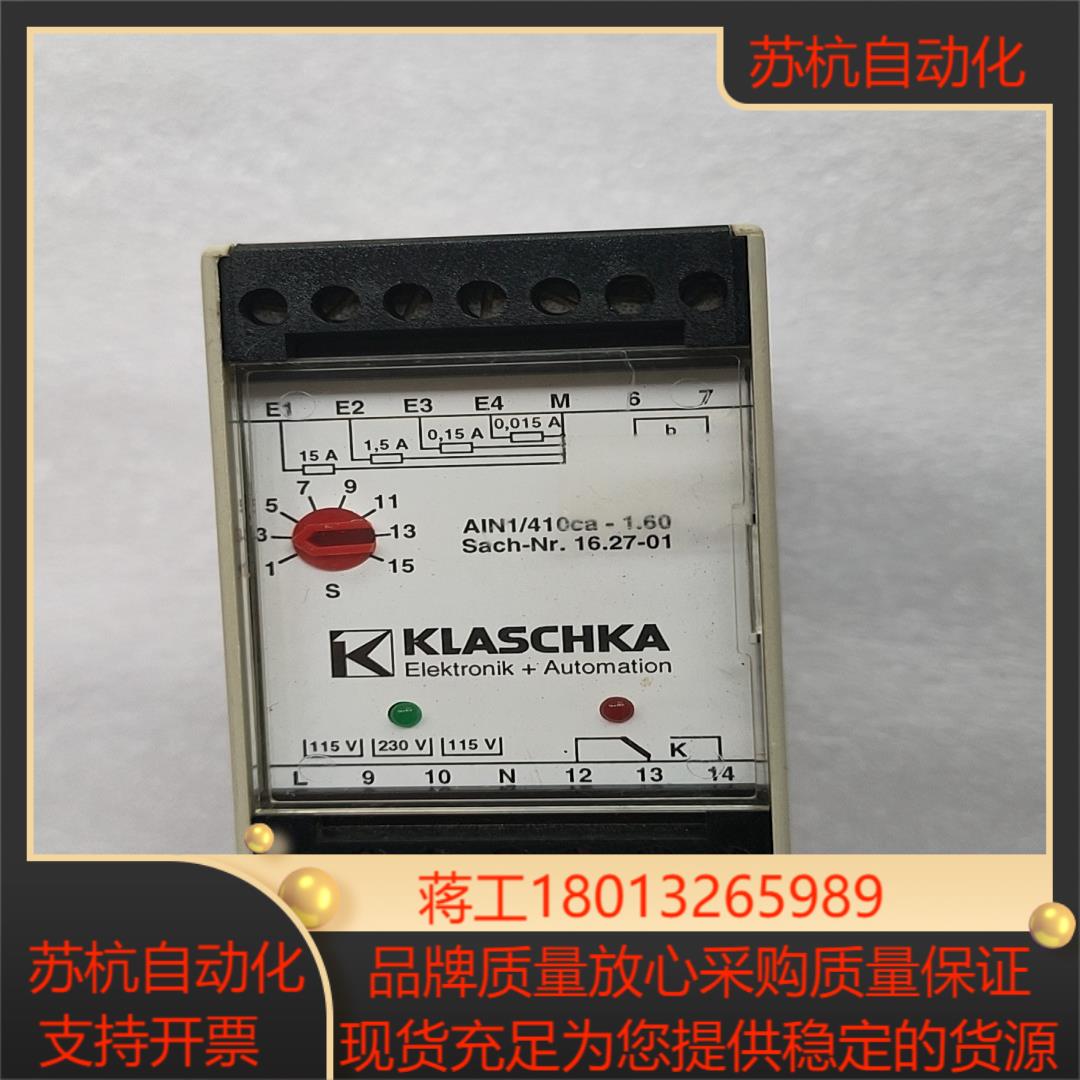 苏杭自动化
E1 E2 E3 E4 M 6 7
15 A 1,5 A 0,15 A 0,015 A b
1 3 5 7 9 11 13 15
S
AIN1/410ca - 1.60
Sach-Nr. 16.27-01
K KLASCHKA
Elektronik + Automation
115 V 230 V 115 V K
L 9 10 N 12 13 14
蒋工18013265989
苏杭自动化
支持开票
品牌质量放心采购质量保证
现货充足为您提供稳定的货源